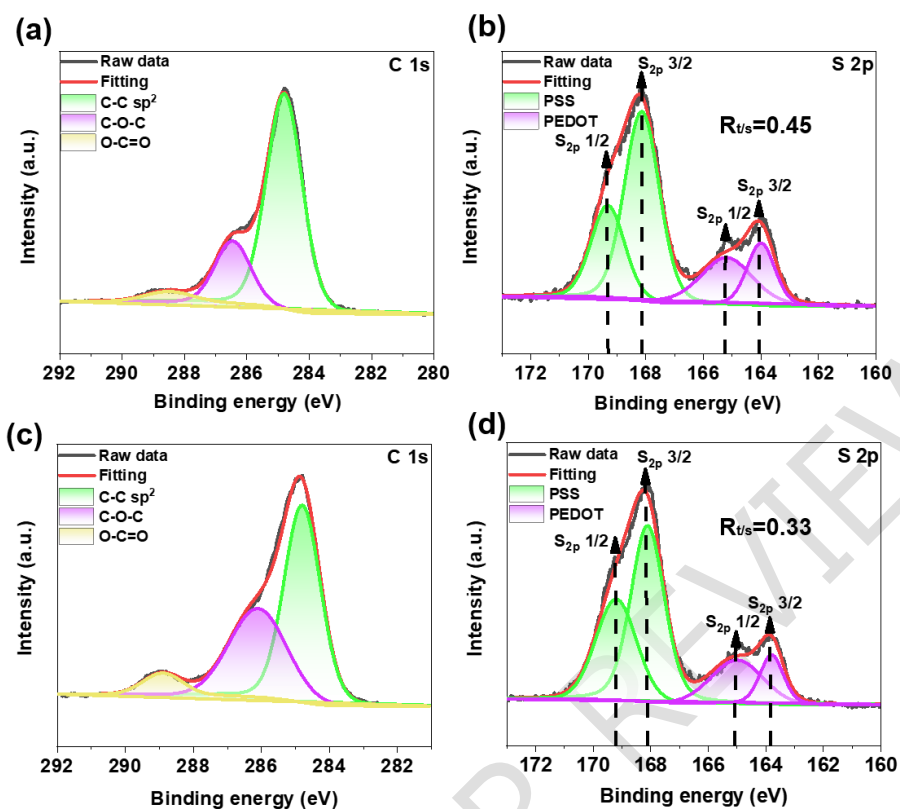 (a)
C 1s
Raw data
Fitting
C-C sp²
C-O-C
O-C=O
Intensity (a.u.)
292 290 288 286 284 282 280
Binding energy (eV)
(b)
S 2p
Raw data
Fitting
PSS
PEDOT
S2p 3/2
S2p 1/2
Rt/s=0.45
S2p 3/2
S2p 1/2
Intensity (a.u.)
172 170 168 166 164 162 160
Binding energy (eV)
(c)
C 1s
Raw data
Fitting
C-C sp²
C-O-C
O-C=O
Intensity (a.u.)
292 290 288 286 284 282
Binding energy (eV)
(d)
S 2p
Raw data
Fitting
PSS
PEDOT
S2p 3/2
S2p 1/2
Rt/s=0.33
S2p 3/2
S2p 1/2
Intensity (a.u.)
172 170 168 166 164 162 160
Binding energy (eV)
REVIEW